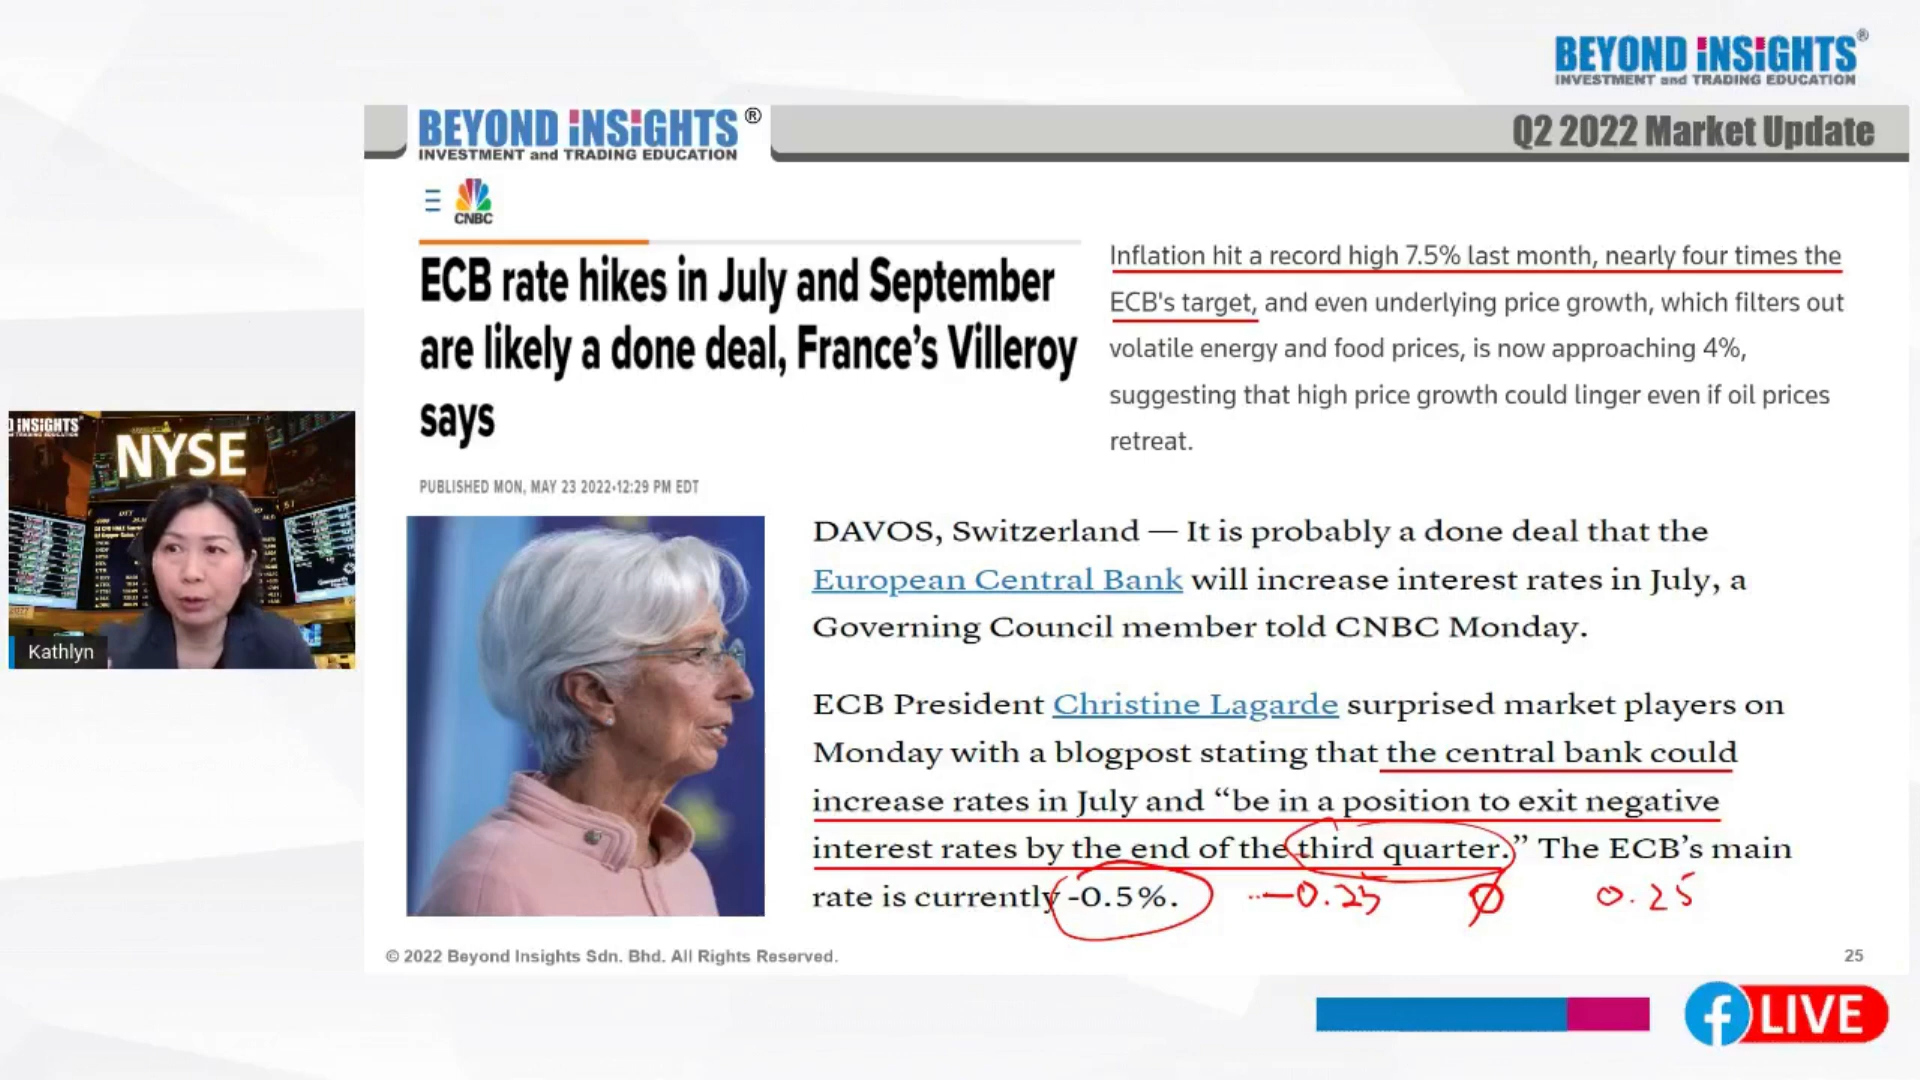 BEYOND INSIGHTS®
INVESTMENT and TRADING EDUCATION
BEYOND INSIGHTS®
INVESTMENT and TRADING EDUCATION
Q2 2022 Market Update
CNBC
ECB rate hikes in July and September
are likely a done deal, France's Villeroy
says
PUBLISHED MON, MAY 23 2022•12:29 PM EDT
Inflation hit a record high 7.5% last month, nearly four times the
ECB's target, and even underlying price growth, which filters out
volatile energy and food prices, is now approaching 4%,
suggesting that high price growth could linger even if oil prices
retreat.
INSIGHTS
NYSE
Kathlyn
DAVOS, Switzerland — It is probably a done deal that the
European Central Bank will increase interest rates in July, a
Governing Council member told CNBC Monday.
ECB President Christine Lagarde surprised market players on
Monday with a blogpost stating that the central bank could
increase rates in July and “be in a position to exit negative
interest rates by the end of the third quarter.” The ECB’s main
rate is currently -0.5%. -0.25 0 0.25
© 2022 Beyond Insights Sdn. Bhd. All Rights Reserved.
25
LIVE